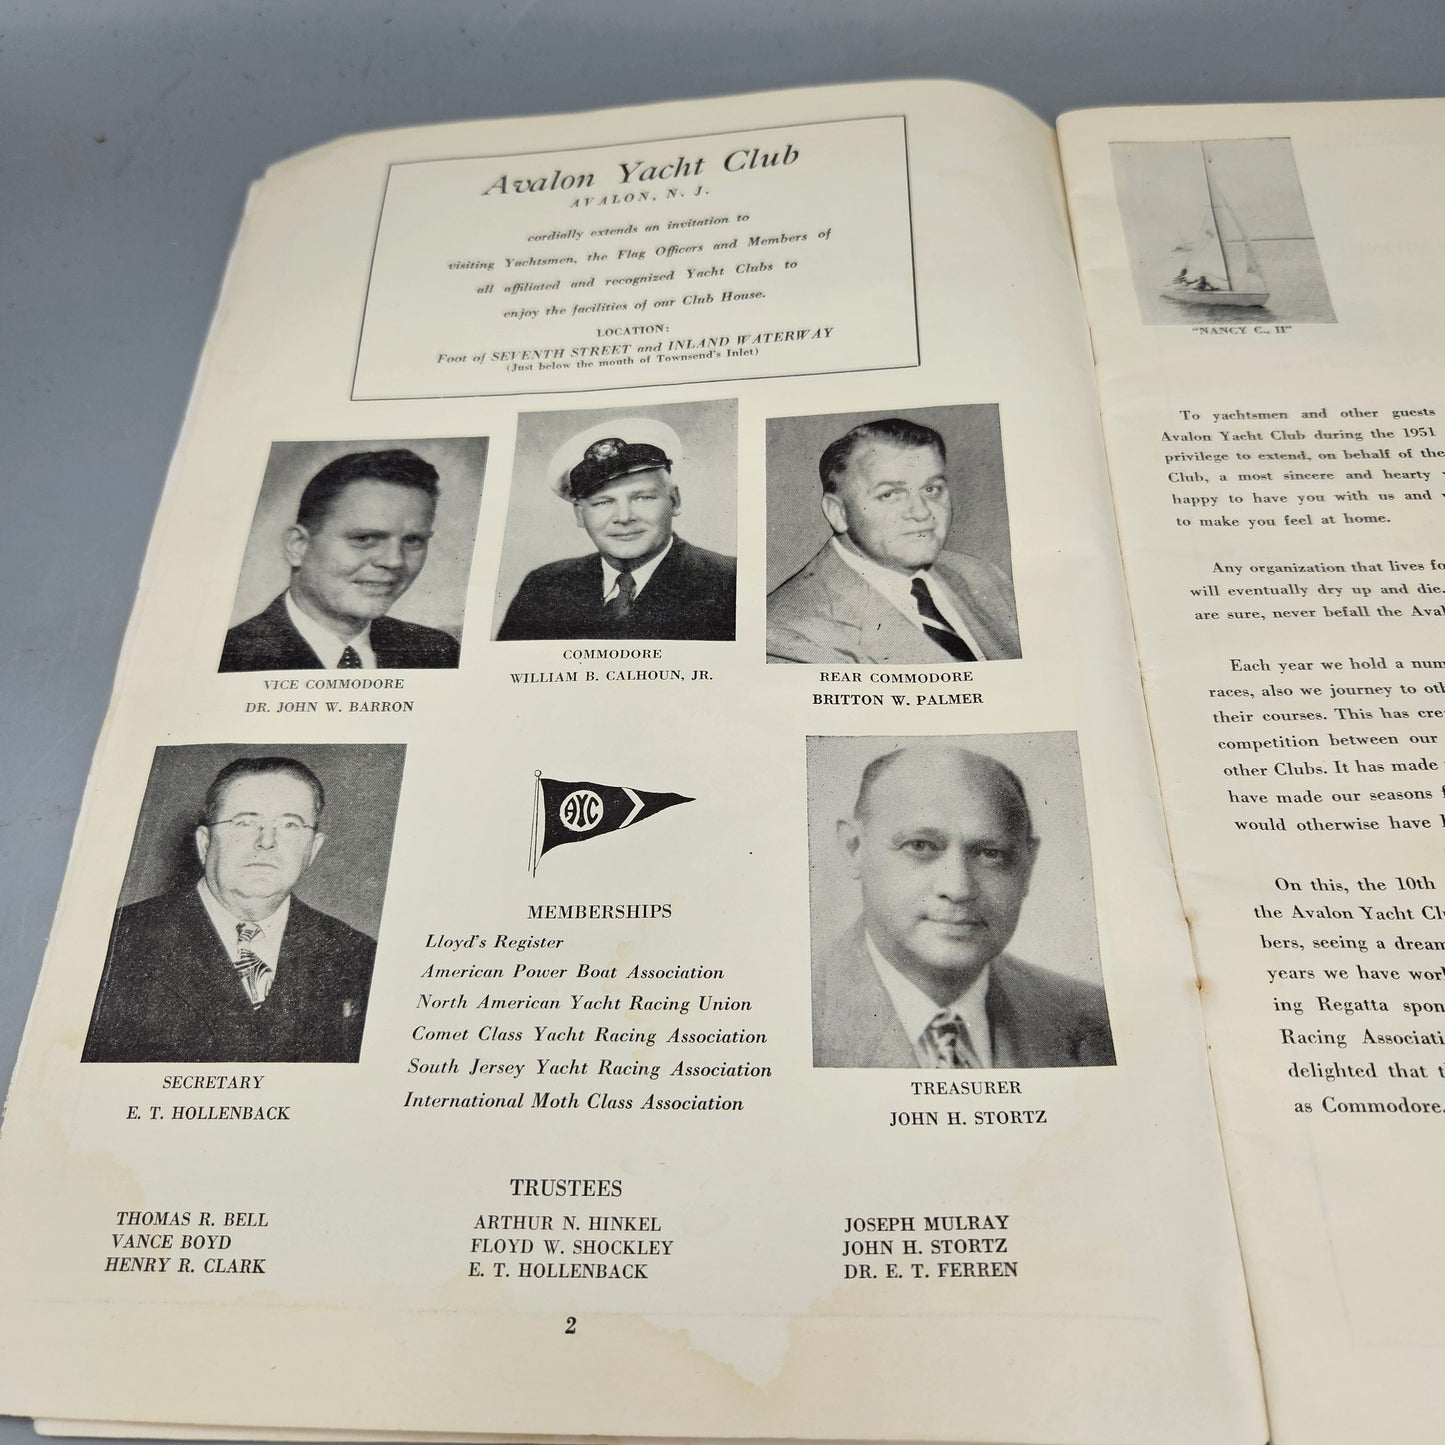 Avalon Yacht Club
AVALON, N. J.
cordially extends an invitation to
visiting Yachtsmen, the Flag Officers and Members of
all affiliated and recognized Yacht Clubs to
enjoy the facilities of our Club House.
LOCATION:
Foot of SEVENTH STREET and INLAND WATERWAY
(Just below the mouth of Townsend's Inlet)
VICE COMMODORE
DR. JOHN W. BARRON
COMMODORE
WILLIAM B. CALHOUN, JR.
REAR COMMODORE
BRITTON W. PALMER
AYC
SECRETARY
E. T. HOLLENBACK
MEMBERSHIPS
Lloyd's Register
American Power Boat Association
North American Yacht Racing Union
Comet Class Yacht Racing Association
South Jersey Yacht Racing Association
International Moth Class Association
TREASURER
JOHN H. STORTZ
TRUSTEES
THOMAS R. BELL
VANCE BOYD
HENRY R. CLARK
ARTHUR N. HINKEL
FLOYD W. SHOCKLEY
E. T. HOLLENBACK
JOSEPH MULRAY
JOHN H. STORTZ
DR. E. T. FERREN
2
"NANCY C., II"
To yachtsmen and other guests
Avalon Yacht Club during the 1951
privilege to extend, on behalf of the
Club, a most sincere and hearty
happy to have you with us and
to make you feel at home.
Any organization that lives fo
will eventually dry up and die.
are sure, never befall the Aval
Each year we hold a num
races, also we journey to oth
their courses. This has cre
competition between our
other Clubs. It has made
have made our seasons
would otherwise have
On this, the 10th
the Avalon Yacht Cl
bers, seeing a dream
years we have wor
ing Regatta spon
Racing Associati
delighted that t
as Commodore.